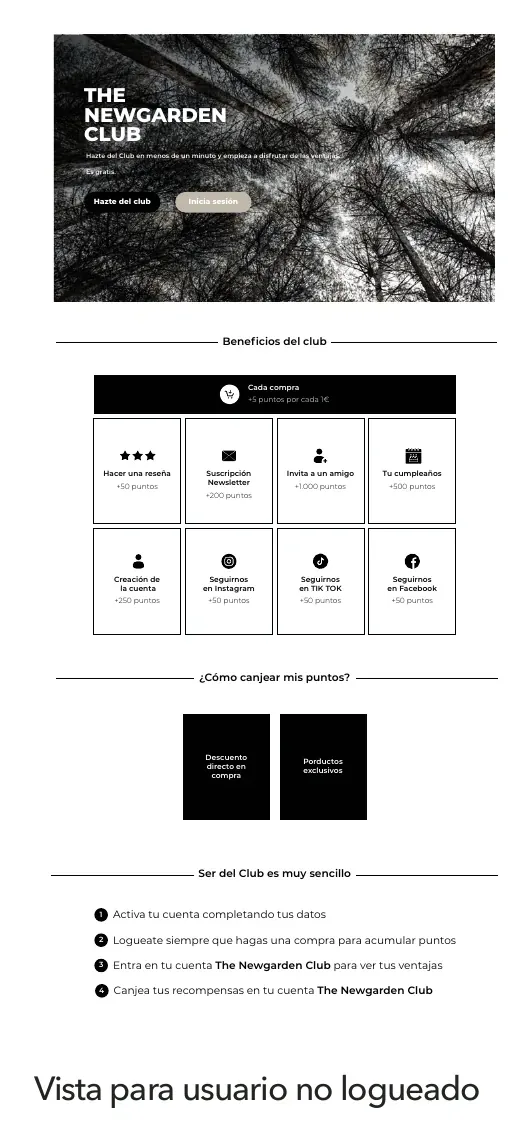 THE
NEWGARDEN
CLUB
Hazte del Club en menos de un minuto y empieza a disfrutar de las ventajas.
Es gratis.
Hazte del club
Inicia sesión
Beneficios del club
Cada compra
+5 puntos por cada 1€
Hacer una reseña
+50 puntos
Suscripción
Newsletter
+200 puntos
Invita a un amigo
+1.000 puntos
Tu cumpleaños
+500 puntos
Creación de
la cuenta
+250 puntos
Seguirnos
en Instagram
+50 puntos
Seguirnos
en TIK TOK
+50 puntos
Seguirnos
en Facebook
+50 puntos
¿Cómo canjear mis puntos?
Descuento
directo en
compra
Porductos
exclusivos
Ser del Club es muy sencillo
1 Activa tu cuenta completando tus datos
2 Logueate siempre que hagas una compra para acumular puntos
3 Entra en tu cuenta The Newgarden Club para ver tus ventajas
4 Canjea tus recompensas en tu cuenta The Newgarden Club
Vista para usuario no logueado